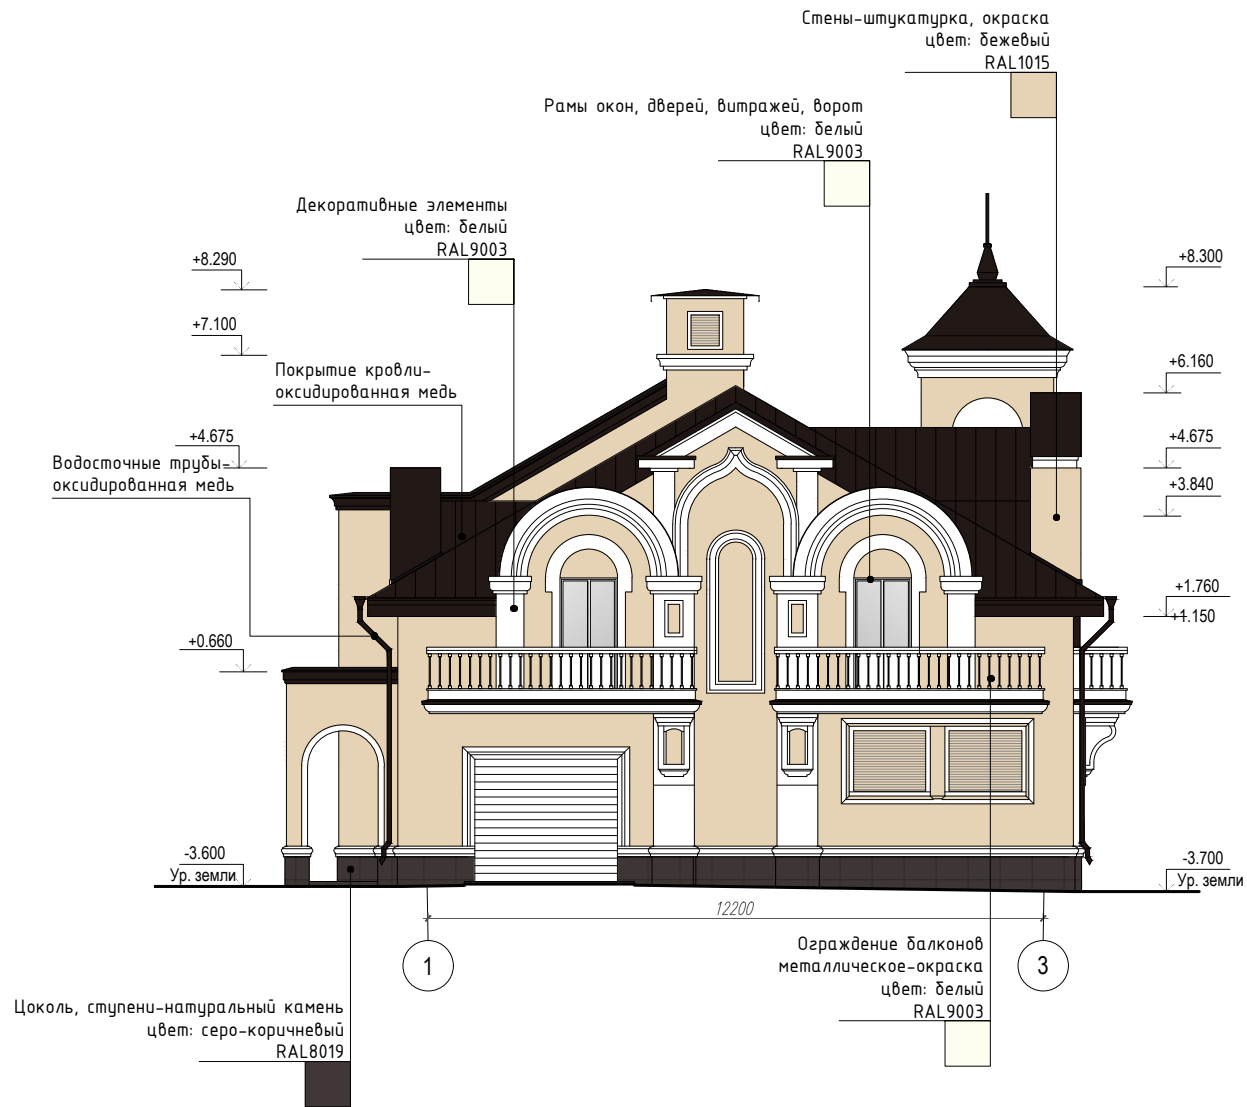 Стены-штукатурка, окраска
цвет: бежевый
RAL1015
Рамы окон, дверей, витражей, ворот
цвет: белый
RAL9003
Декоративные элементы
цвет: белый
RAL9003
+8.290
+8.300
+7.100
Покрытие кровли-
оксидированная медь
+6.160
+4.675
+4.675
Водосточные трубы-
оксидированная медь
+3.840
+1.760
+1.150
+0.660
-3.600
Ур. земли
-3.700
Ур. земли
12200
1
3
Ограждение балконов
металлическое-окраска
цвет: белый
RAL9003
Цоколь, ступени-натуральный камень
цвет: серо-коричневый
RAL8019